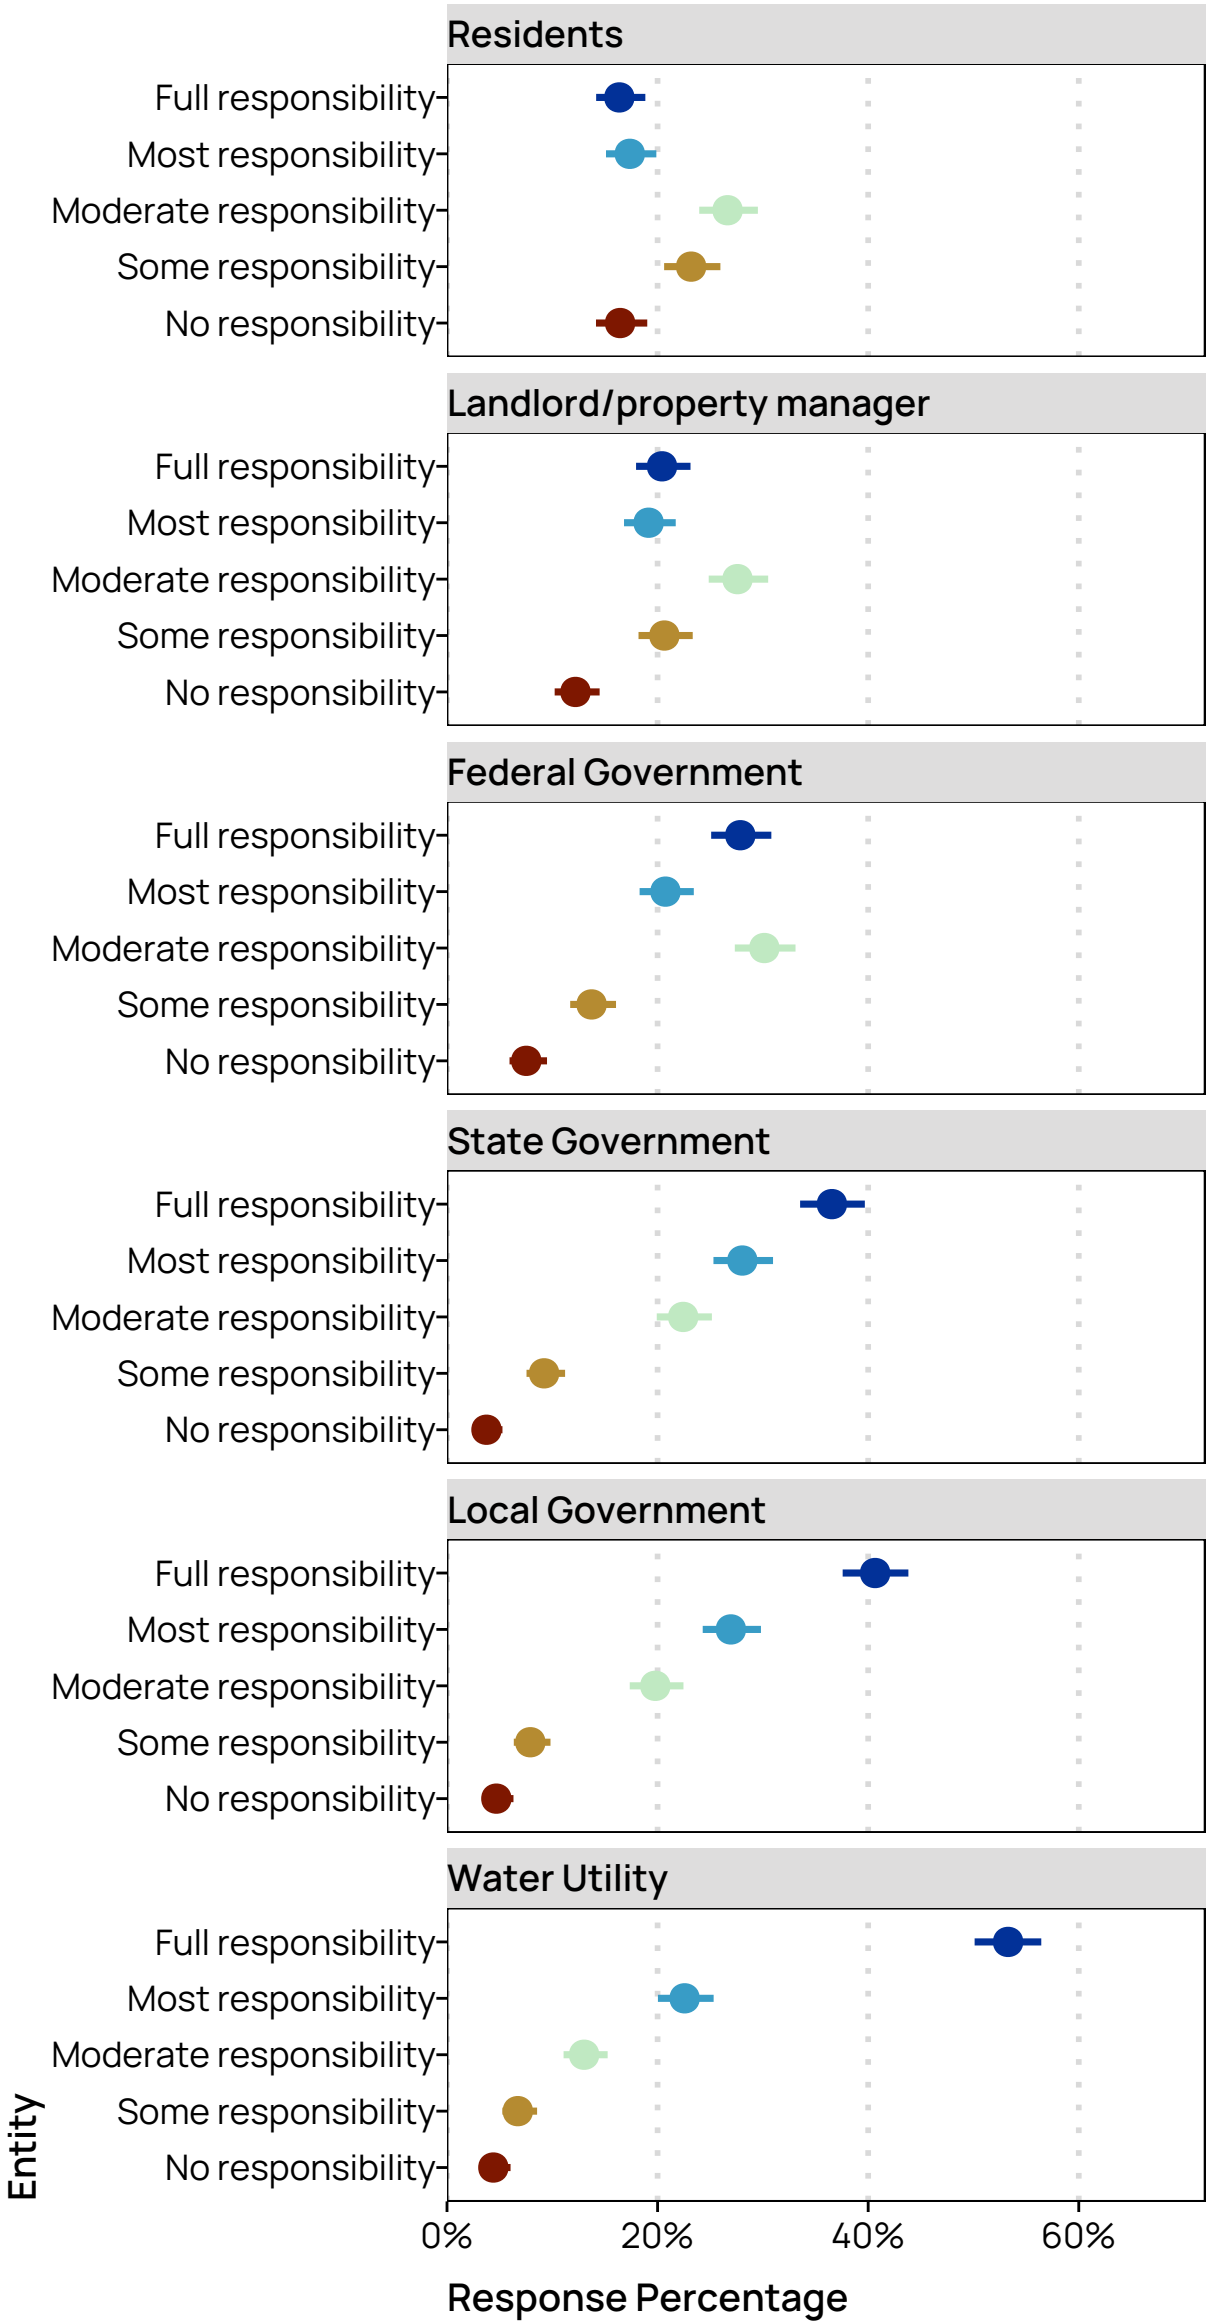 Residents
Full responsibility
Most responsibility
Moderate responsibility
Some responsibility
No responsibility
Landlord/property manager
Full responsibility
Most responsibility
Moderate responsibility
Some responsibility
No responsibility
Federal Government
Full responsibility
Most responsibility
Moderate responsibility
Some responsibility
No responsibility
State Government
Full responsibility
Most responsibility
Moderate responsibility
Some responsibility
No responsibility
Local Government
Full responsibility
Most responsibility
Moderate responsibility
Some responsibility
No responsibility
Water Utility
Full responsibility
Most responsibility
Moderate responsibility
Some responsibility
No responsibility
Entity
0% 20% 40% 60%
Response Percentage